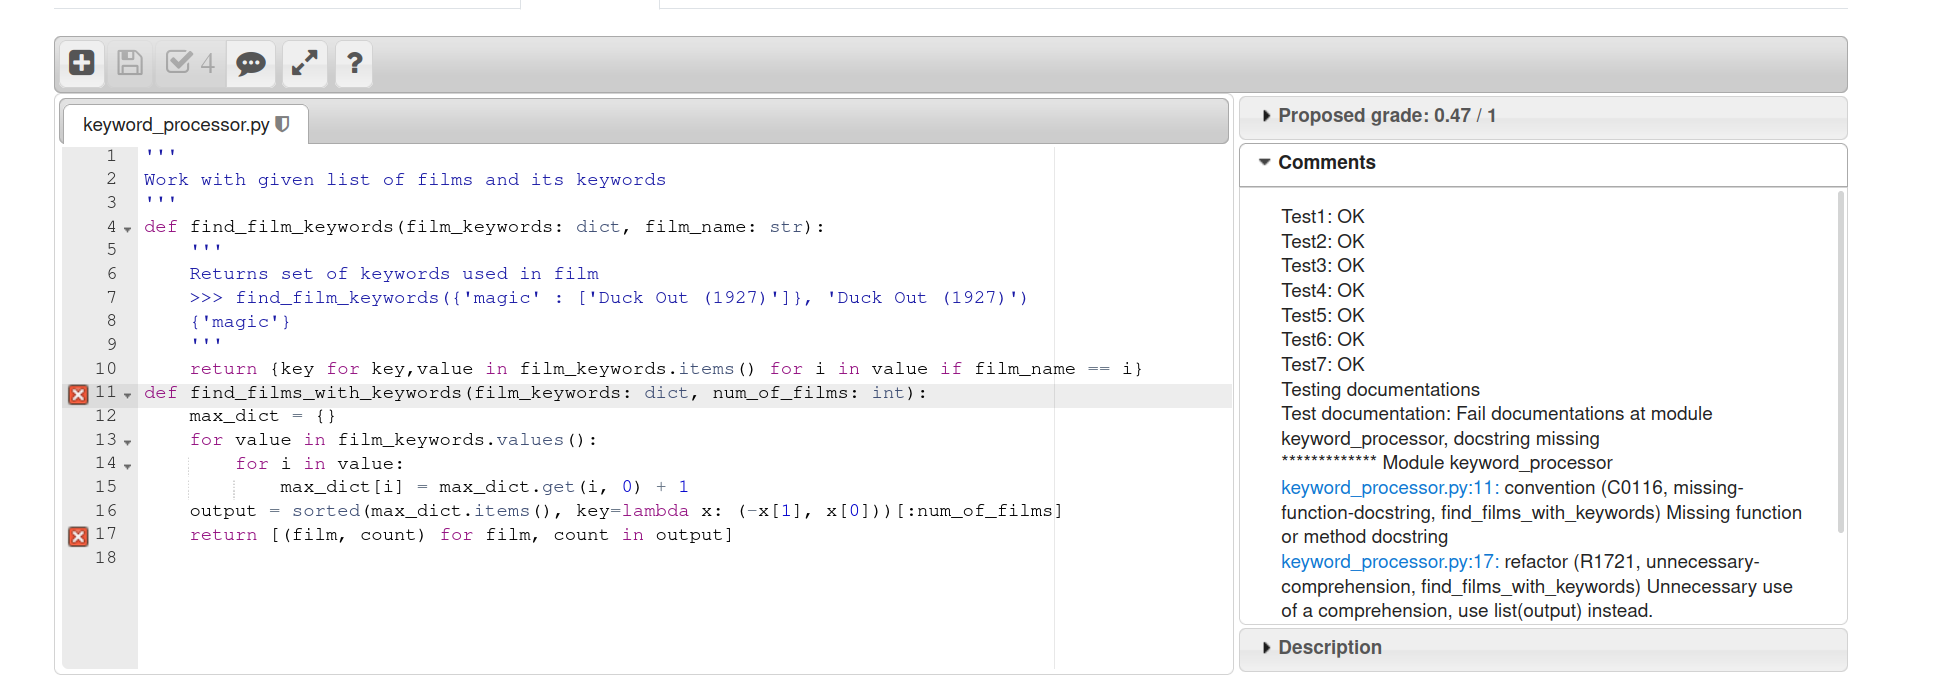 4
?
keyword_processor.py
1 '''
2 Work with given list of films and its keywords
3 '''
4 def find_film_keywords(film_keywords: dict, film_name: str):
5     '''
6     Returns set of keywords used in film
7     >>> find_film_keywords({'magic' : ['Duck Out (1927)']}, 'Duck Out (1927)')
8     {'magic'}
9     '''
10     return {key for key,value in film_keywords.items() for i in value if film_name == i}
11 def find_films_with_keywords(film_keywords: dict, num_of_films: int):
12     max_dict = {}
13     for value in film_keywords.values():
14         for i in value:
15             max_dict[i] = max_dict.get(i, 0) + 1
16     output = sorted(max_dict.items(), key=lambda x: (-x[1], x[0]))[:num_of_films]
17     return [(film, count) for film, count in output]
18
Proposed grade: 0.47 / 1
Comments
Test1: OK
Test2: OK
Test3: OK
Test4: OK
Test5: OK
Test6: OK
Test7: OK
Testing documentations
Test documentation: Fail documentations at module
keyword_processor, docstring missing
************* Module keyword_processor
keyword_processor.py:11: convention (C0116, missing-
function-docstring, find_films_with_keywords) Missing function
or method docstring
keyword_processor.py:17: refactor (R1721, unnecessary-
comprehension, find_films_with_keywords) Unnecessary use
of a comprehension, use list(output) instead.
Description